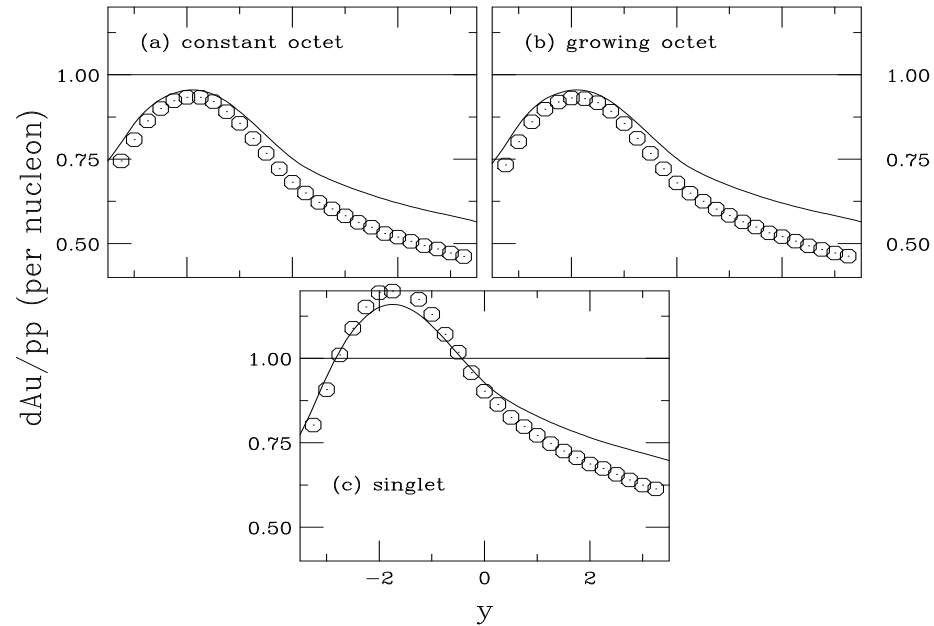 (a) constant octet
(b) growing octet
1.00
1.00
0.75
0.75
0.50
0.50
dAu/pp (per nucleon)
1.00
0.75
(c) singlet
0.50
−2 0 2
y